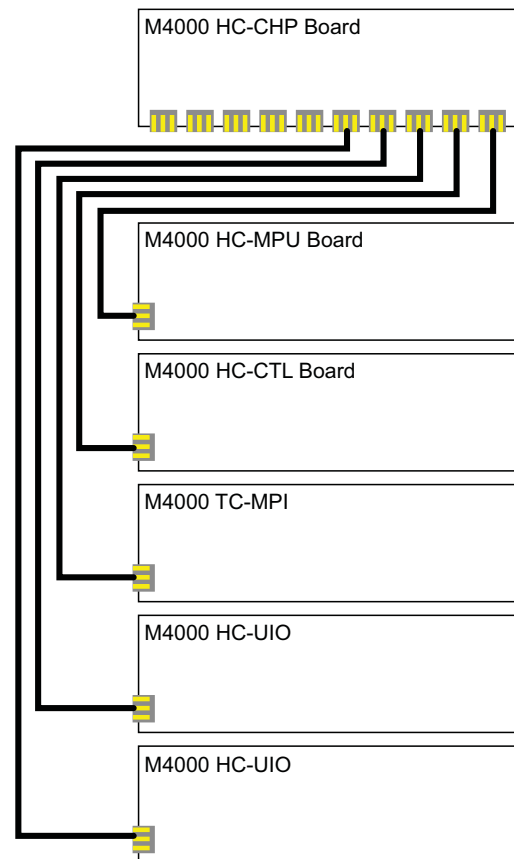 M4000 HC-CHP Board
M4000 HC-MPU Board
M4000 HC-CTL Board
M4000 TC-MPI
M4000 HC-UIO
M4000 HC-UIO